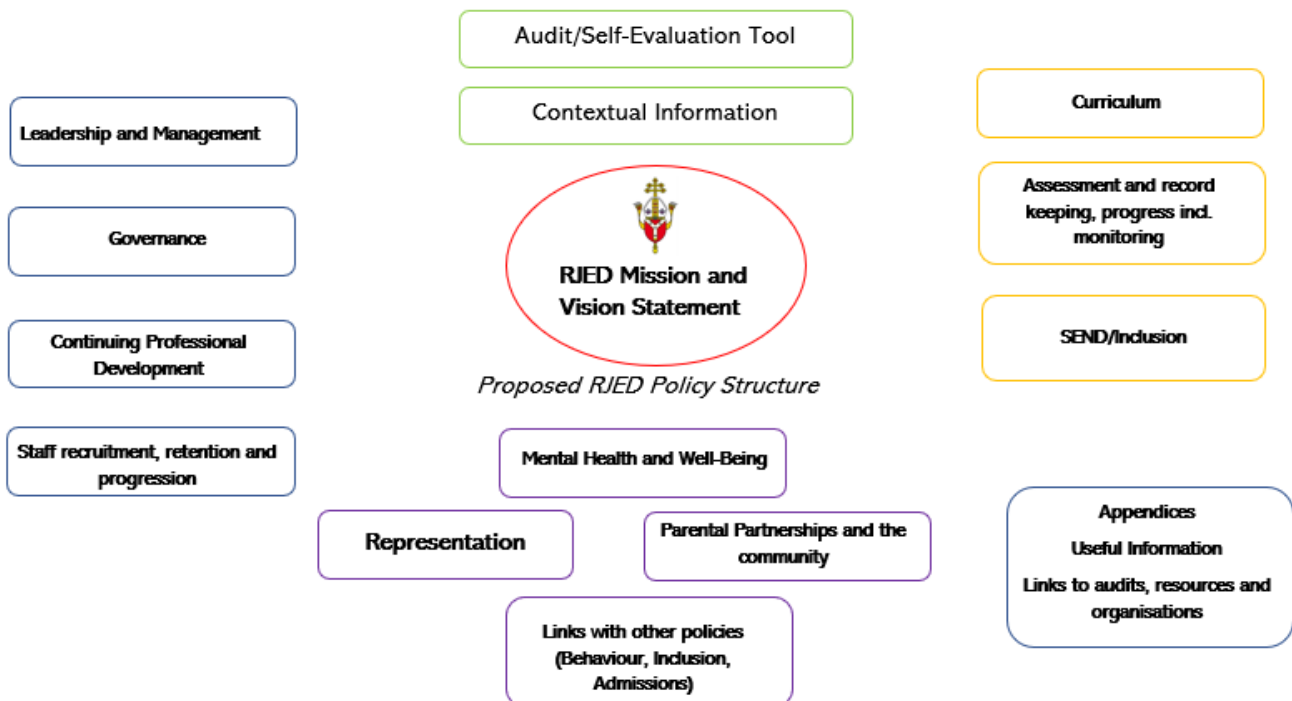 Audit/Self-Evaluation Tool
Contextual Information
Leadership and Management
Governance
Continuing Professional
Development
Staff recruitment, retention and
progression
RJED Mission and
Vision Statement
Proposed RJED Policy Structure
Mental Health and Well-Being
Representation
Parental Partnerships and the
community
Links with other policies
(Behaviour, Inclusion,
Admissions)
Curriculum
Assessment and record
keeping, progress incl.
monitoring
SEND/Inclusion
Appendices
Useful Information
Links to audits, resources and
organisations